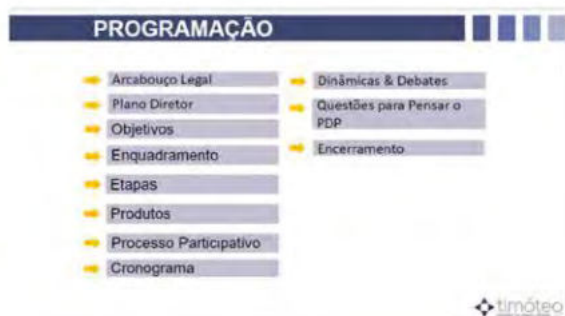 PROGRAMAÇÃO
Arcabouço Legal
Plano Diretor
Objetivos
Enquadramento
Etapas
Produtos
Processo Participativo
Cronograma
Dinâmicas & Debates
Questões para Pensar o
PDP
Encerramento
timóteo